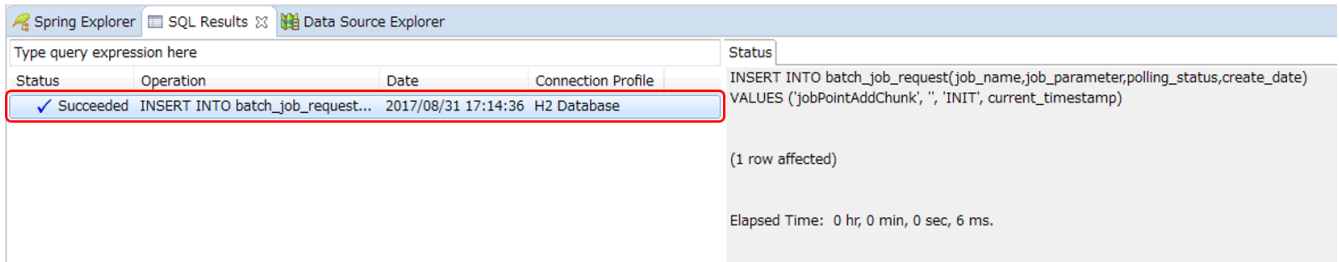 Spring Explorer SQL Results Data Source Explorer
Type query expression here
Status
Status Operation Date Connection Profile
Succeeded INSERT INTO batch_job_request... 2017/08/31 17:14:36 H2 Database
INSERT INTO batch_job_request(job_name,job_parameter,polling_status,create_date)
VALUES ('jobPointAddChunk', '', 'INIT', current_timestamp)
(1 row affected)
Elapsed Time:  0 hr, 0 min, 0 sec, 6 ms.